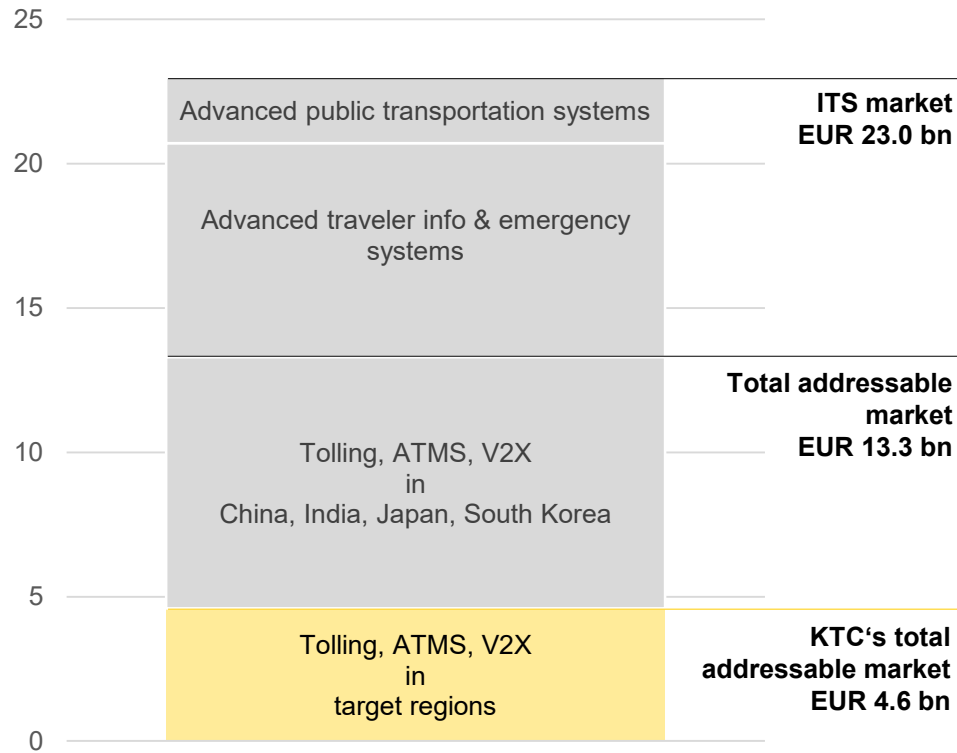 25
Advanced public transportation systems
ITS market
EUR 23.0 bn
20
Advanced traveler info & emergency
systems
15
Total addressable
market
EUR 13.3 bn
10
Tolling, ATMS, V2X
in
China, India, Japan, South Korea
5
Tolling, ATMS, V2X
in
target regions
KTC‘s total
addressable market
EUR 4.6 bn
0